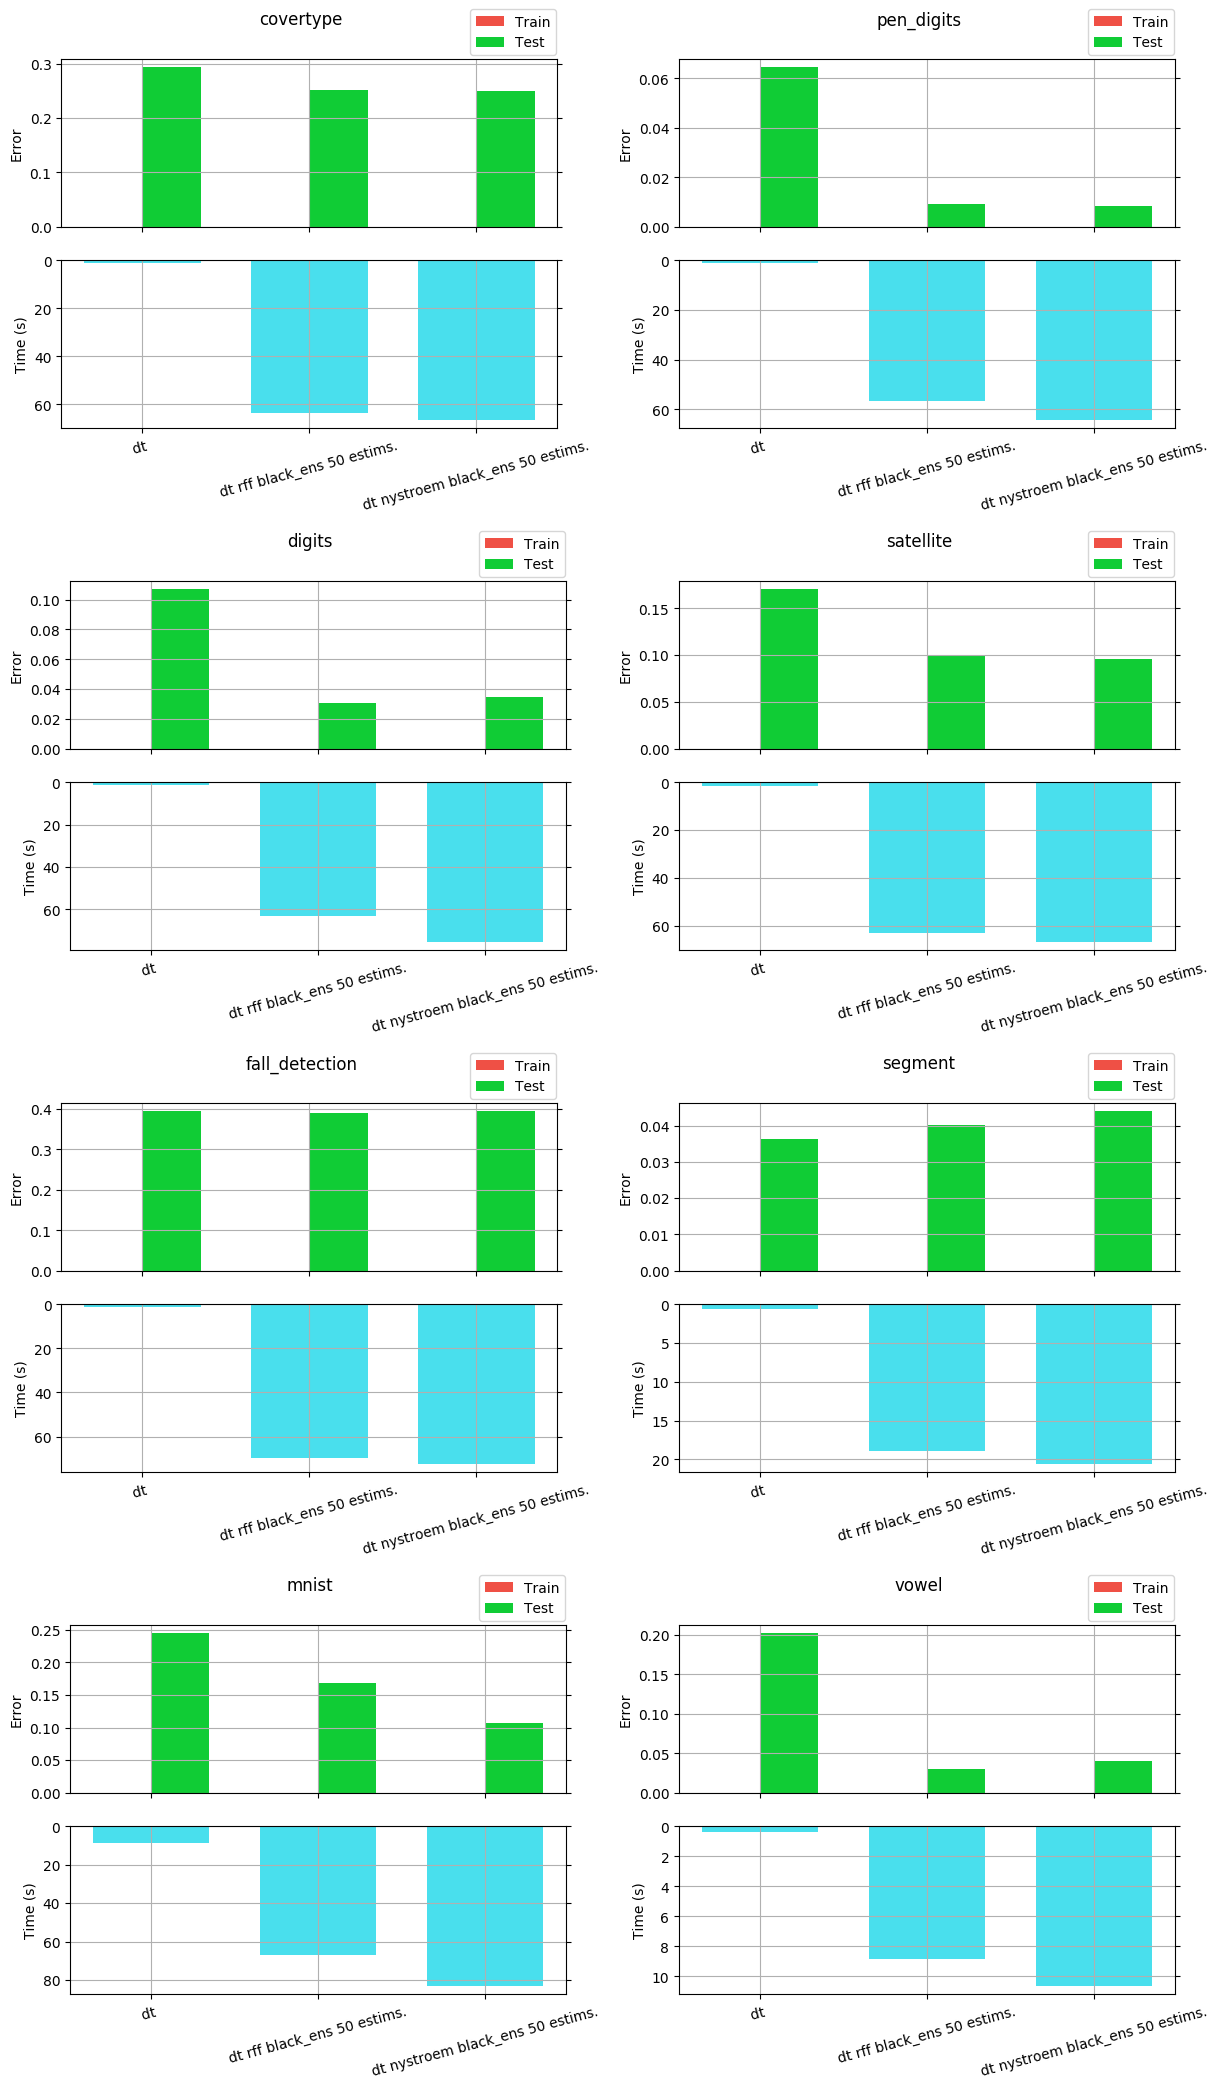 covertype
Train
Test
0.3
0.2
0.1
0.0
Error
0
20
40
60
Time (s)
dt
dt rff black_ens 50 estims.
dt nystroem black_ens 50 estims.
pen_digits
Train
Test
0.06
0.04
0.02
0.00
Error
0
20
40
60
Time (s)
dt
dt rff black_ens 50 estims.
dt nystroem black_ens 50 estims.
digits
Train
Test
0.10
0.08
0.06
0.04
0.02
0.00
Error
0
20
40
60
Time (s)
dt
dt rff black_ens 50 estims.
dt nystroem black_ens 50 estims.
satellite
Train
Test
0.15
0.10
0.05
0.00
Error
0
20
40
60
Time (s)
dt
dt rff black_ens 50 estims.
dt nystroem black_ens 50 estims.
fall_detection
Train
Test
0.4
0.3
0.2
0.1
0.0
Error
0
20
40
60
Time (s)
dt
dt rff black_ens 50 estims.
dt nystroem black_ens 50 estims.
segment
Train
Test
0.04
0.03
0.02
0.01
0.00
Error
0
5
10
15
20
Time (s)
dt
dt rff black_ens 50 estims.
dt nystroem black_ens 50 estims.
mnist
Train
Test
0.25
0.20
0.15
0.10
0.05
0.00
Error
0
20
40
60
80
Time (s)
dt
dt rff black_ens 50 estims.
dt nystroem black_ens 50 estims.
vowel
Train
Test
0.20
0.15
0.10
0.05
0.00
Error
0
2
4
6
8
10
Time (s)
dt
dt rff black_ens 50 estims.
dt nystroem black_ens 50 estims.